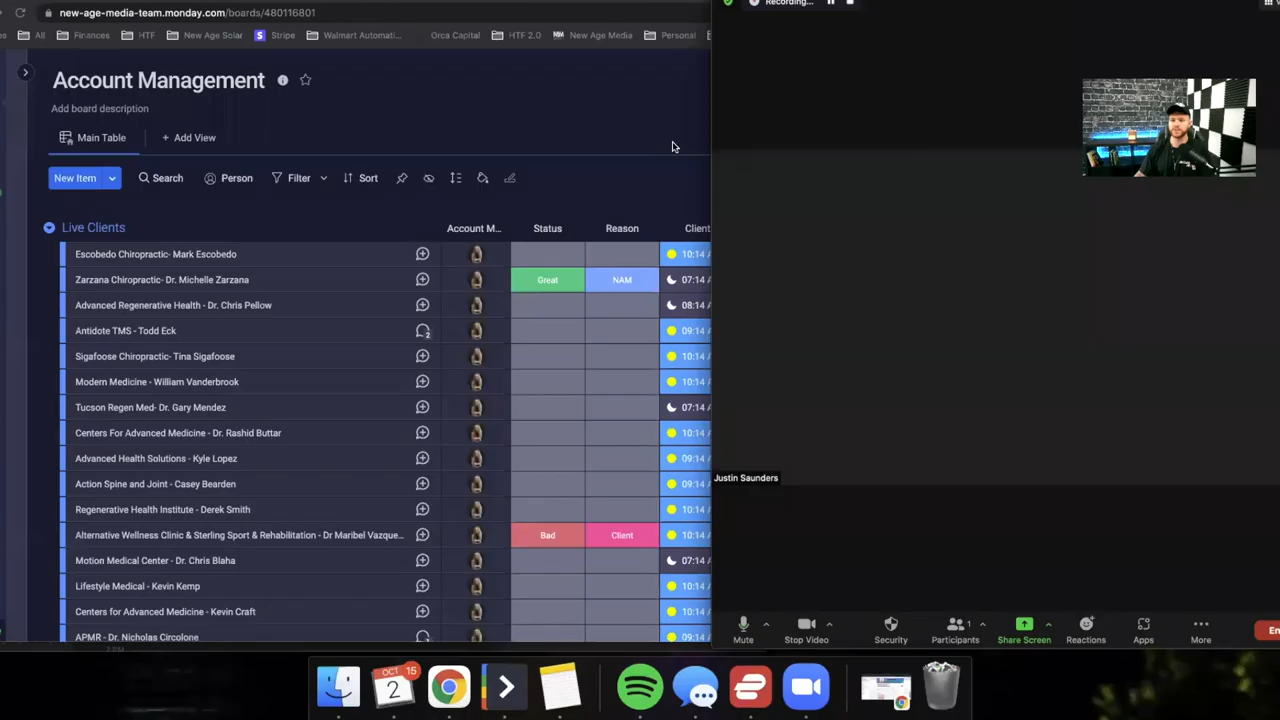 new-age-media-team.monday.com/boards/480116801
Recording...
All Finances HTF New Age Solar Stripe Walmart Automati... Orca Capital HTF 2.0 New Age Media Personal
Account Management
Add board description
Main Table + Add View
New Item Search Person Filter Sort
Live Clients Account M... Status Reason Client
Escobedo Chiropractic- Mark Escobedo 10:14 A
Zarzana Chiropractic- Dr. Michelle Zarzana Great NAM 07:14 A
Advanced Regenerative Health - Dr. Chris Pellow 08:14 A
Antidote TMS - Todd Eck 2 09:14 A
Sigafoose Chiropractic- Tina Sigafoose 10:14 A
Modern Medicine - William Vanderbrook 10:14 A
Tucson Regen Med- Dr. Gary Mendez 07:14 A
Centers For Advanced Medicine - Dr. Rashid Buttar 10:14 A
Advanced Health Solutions - Kyle Lopez 09:14 A
Justin Saunders
Action Spine and Joint - Casey Bearden 09:14 A
Regenerative Health Institute - Derek Smith 10:14 A
Alternative Wellness Clinic & Sterling Sport & Rehabilitation - Dr Maribel Vazque... Bad Client 10:14 A
Motion Medical Center - Dr. Chris Blaha 07:14 A
Lifestyle Medical - Kevin Kemp 10:14 A
Centers for Advanced Medicine - Kevin Craft 10:14 A
APMR - Dr. Nicholas Circolone 09:14 A
1
Mute Stop Video Security Participants Share Screen Reactions Apps More En
2 PM
OCT 15
2